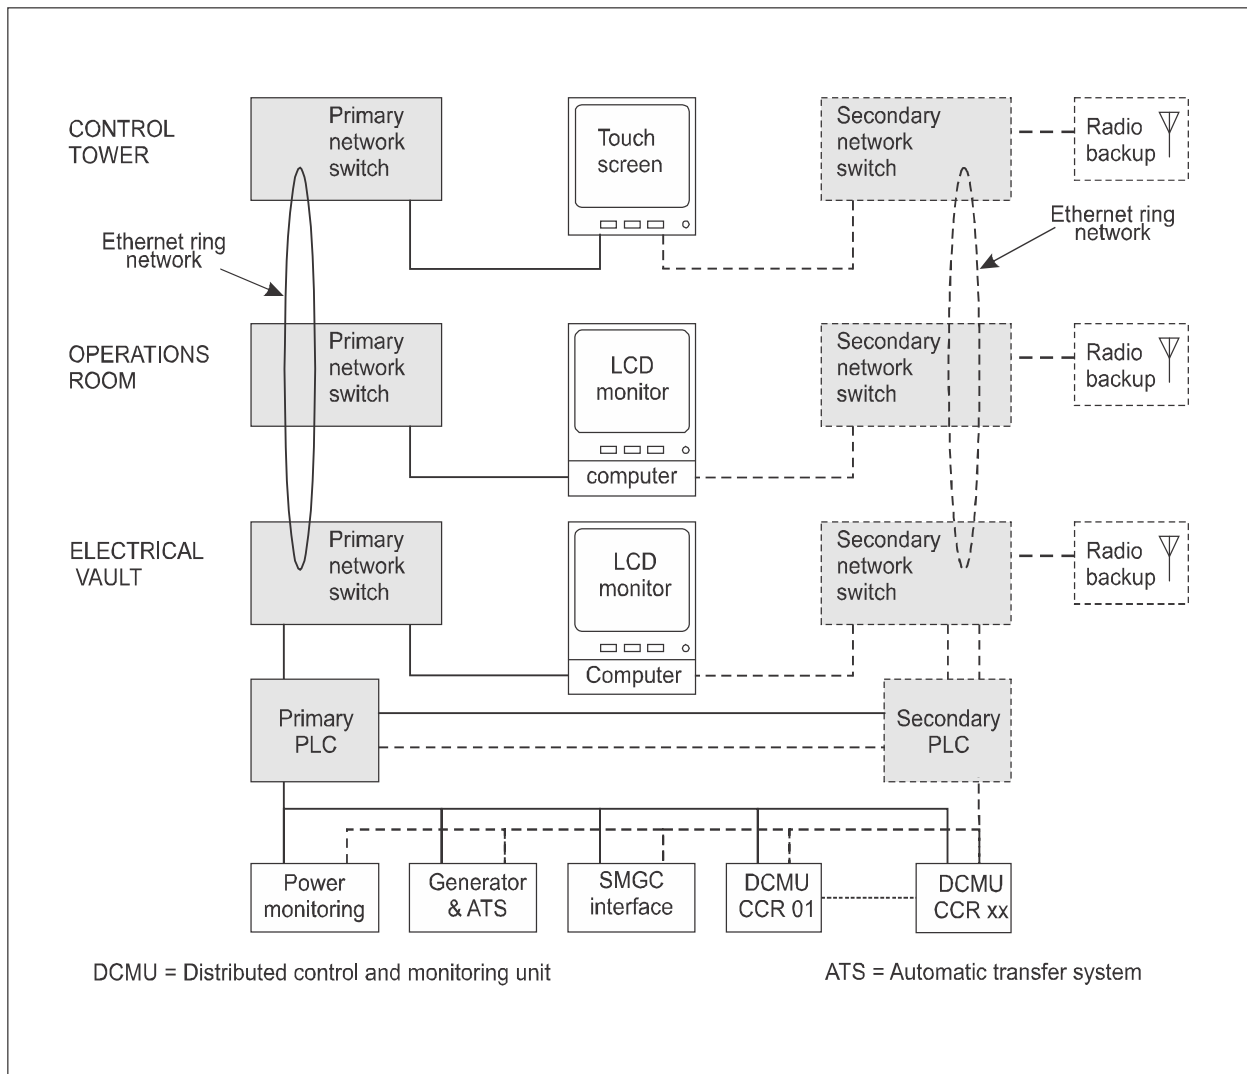 CONTROL
TOWER
Primary
network
switch
Touch
screen
Secondary
network
switch
Radio
backup
Ethernet ring
network
Ethernet ring
network
OPERATIONS
ROOM
Primary
network
switch
LCD
monitor
computer
Secondary
network
switch
Radio
backup
ELECTRICAL
VAULT
Primary
network
switch
LCD
monitor
Computer
Secondary
network
switch
Radio
backup
Primary
PLC
Secondary
PLC
Power
monitoring
Generator
& ATS
SMGC
interface
DCMU
CCR 01
DCMU
CCR xx
DCMU = Distributed control and monitoring unit
ATS = Automatic transfer system